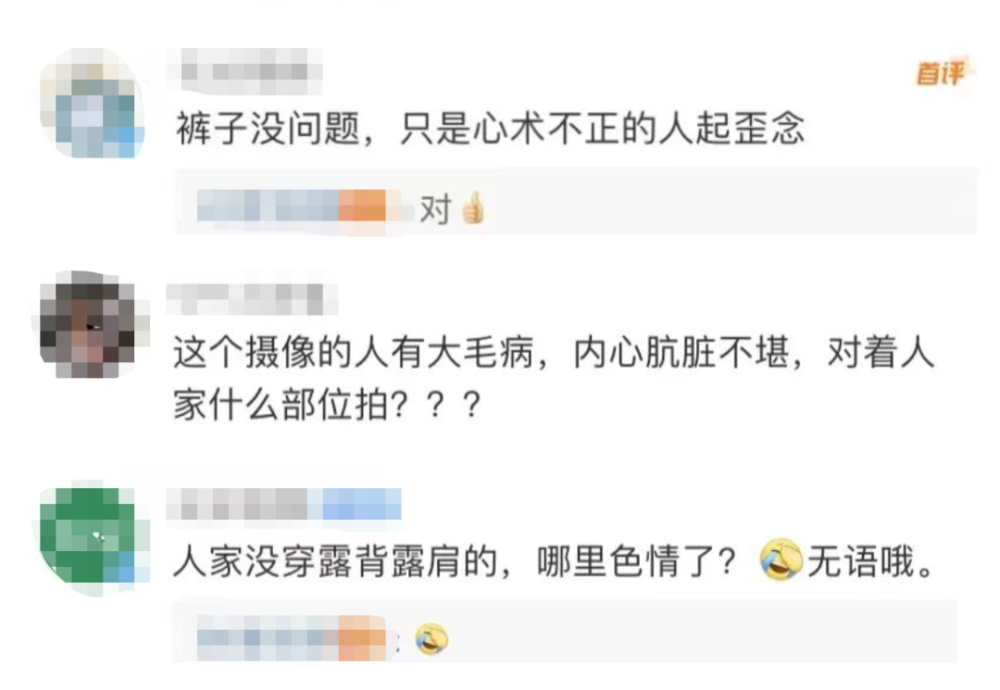 首评
裤子没问题，只是心术不正的人起歪念
对👍
这个摄像的人有大毛病，内心肮脏不堪，对着人
家什么部位拍？？？
人家没穿露背露肩的，哪里色情了？🤣无语哦。
: 🤣